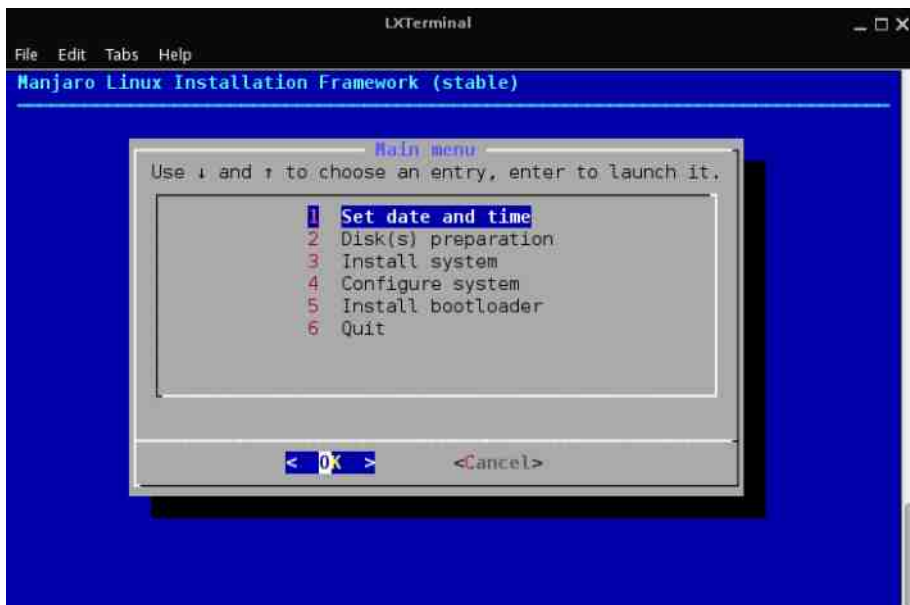 LXTerminal
File Edit Tabs Help
Manjaro Linux Installation Framework (stable)
Main menu
Use ↓ and ↑ to choose an entry, enter to launch it.
1 Set date and time
2 Disk(s) preparation
3 Install system
4 Configure system
5 Install bootloader
6 Quit
< OK > <Cancel>